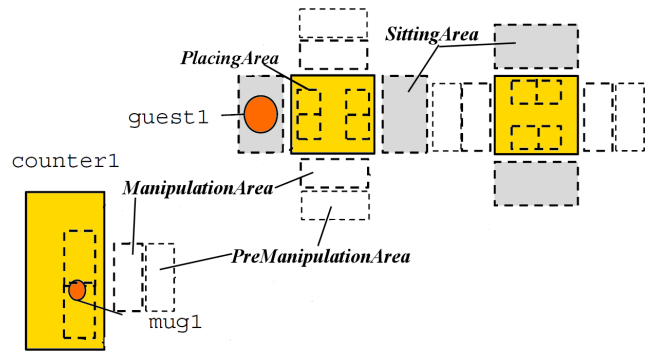 SittingArea
PlacingArea
guest1
counter1
ManipulationArea
PreManipulationArea
mug1